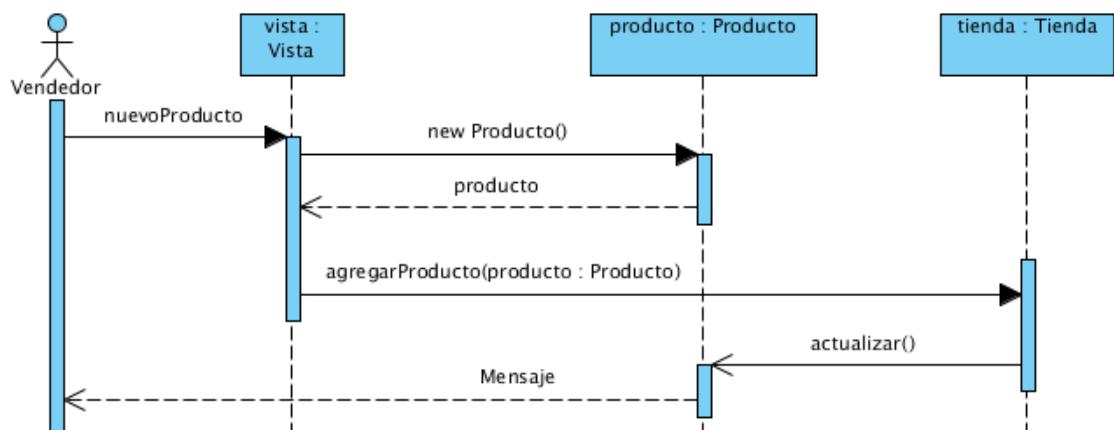 vista :
Vista
producto : Producto
tienda : Tienda
Vendedor
nuevoProducto
new Producto()
producto
agregarProducto(producto : Producto)
actualizar()
Mensaje